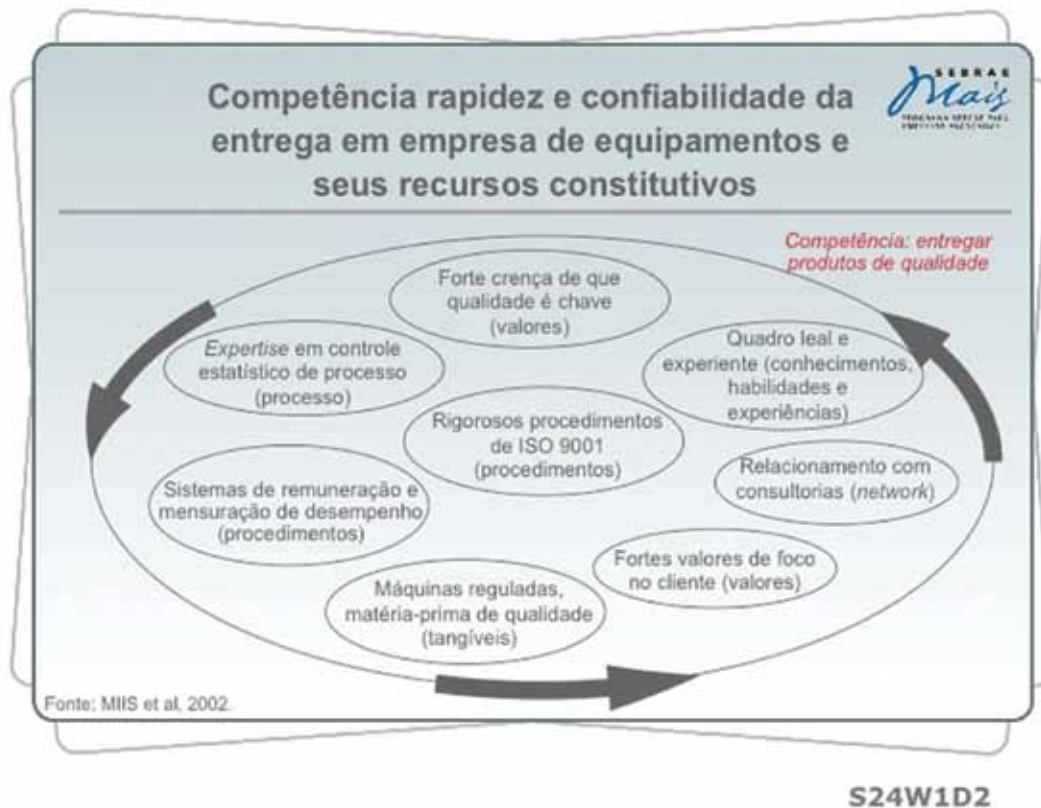 Competência rapidez e confiabilidade da
entrega em empresa de equipamentos e
seus recursos constitutivos
SEBRAE
Mais
Competência: entregar
produtos de qualidade
Forte crença de que
qualidade é chave
(valores)
Expertise em controle
estatístico de processo
(processo)
Quadro leal e
experiente (conhecimentos,
habilidades e
experiências)
Rigorosos procedimentos
de ISO 9001
(procedimentos)
Sistemas de remuneração e
mensuração de desempenho
(procedimentos)
Relacionamento com
consultorias (network)
Fortes valores de foco
no cliente (valores)
Máquinas reguladas,
matéria-prima de qualidade
(tangíveis)
Fonte: MIIS et al, 2002.
S24W1D2